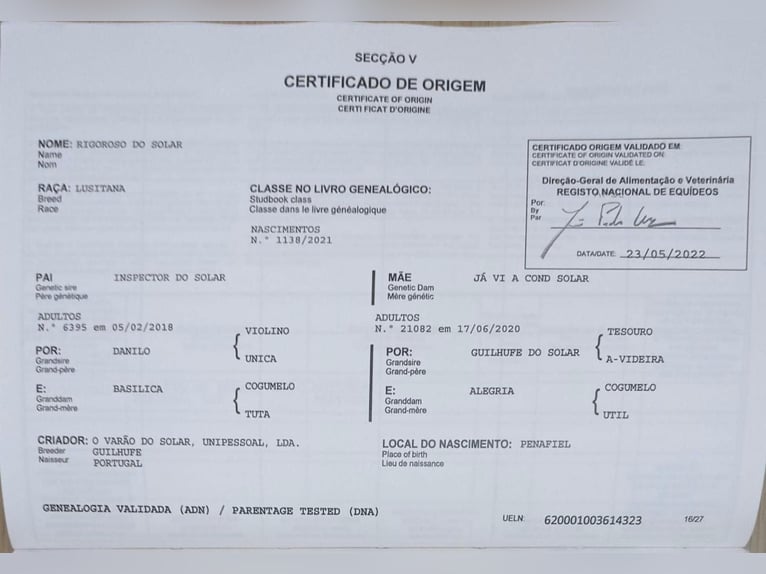 SECÇÃO V
CERTIFICADO DE ORIGEM
CERTIFICATE OF ORIGIN
CERTIFICAT D'ORIGINE
NOME: RIGOROSO DO SOLAR
Name
Nom
CERTIFICADO ORIGEM VALIDADO EM:
CERTIFICATE OF ORIGIN VALIDATED ON:
CERTIFICAT D'ORIGINE VALIDÉ LE:
Direção-Geral de Alimentação e Veterinária
REGISTO NACIONAL DE EQUÍDEOS
Por:
By
Par
DATA/DATE: 23/05/2022
RAÇA: LUSITANA
Breed
Race
CLASSE NO LIVRO GENEALÓGICO:
Studbook class
Classe dans le livre généalogique
NASCIMENTOS
N.º 1138/2021
PAI INSPECTOR DO SOLAR
Genetic sire
Père génétique
MÃE JÁ VI A COND SOLAR
Genetic Dam
Mère génétic
ADULTOS
N.º 6395 em 05/02/2018
ADULTOS
N.º 21082 em 17/06/2020
VIOLINO
TESOURO
POR: DANILO
Grandsire
Grand-père
UNICA
POR: GUILHUFE DO SOLAR
Grandsire
Grand-père
A-VIDEIRA
E: BASILICA
Granddam
Grand-mère
COGUMELO
TUTA
E: ALEGRIA
Granddam
Grand-mère
COGUMELO
UTIL
CRIADOR: O VARÃO DO SOLAR, UNIPESSOAL, LDA.
Breeder GUILHUFE
Naisseur PORTUGAL
LOCAL DO NASCIMENTO: PENAFIEL
Place of birth
Lieu de naissance
GENEALOGIA VALIDADA (ADN) / PARENTAGE TESTED (DNA)
UELN: 620001003614323
16/27